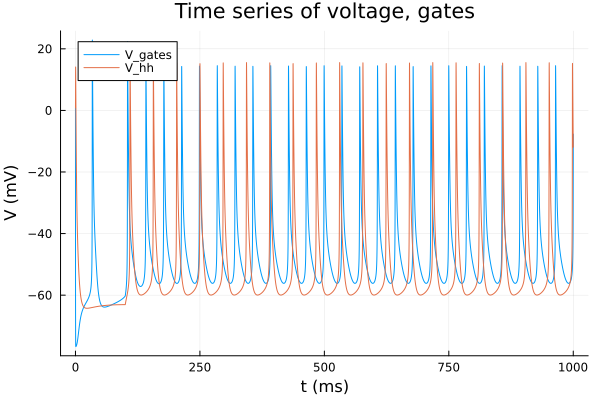 Time series of voltage, gates
V_gates
V_hh
V (mV)
20
0
−20
−40
−60
0
250
500
750
1000
t (ms)